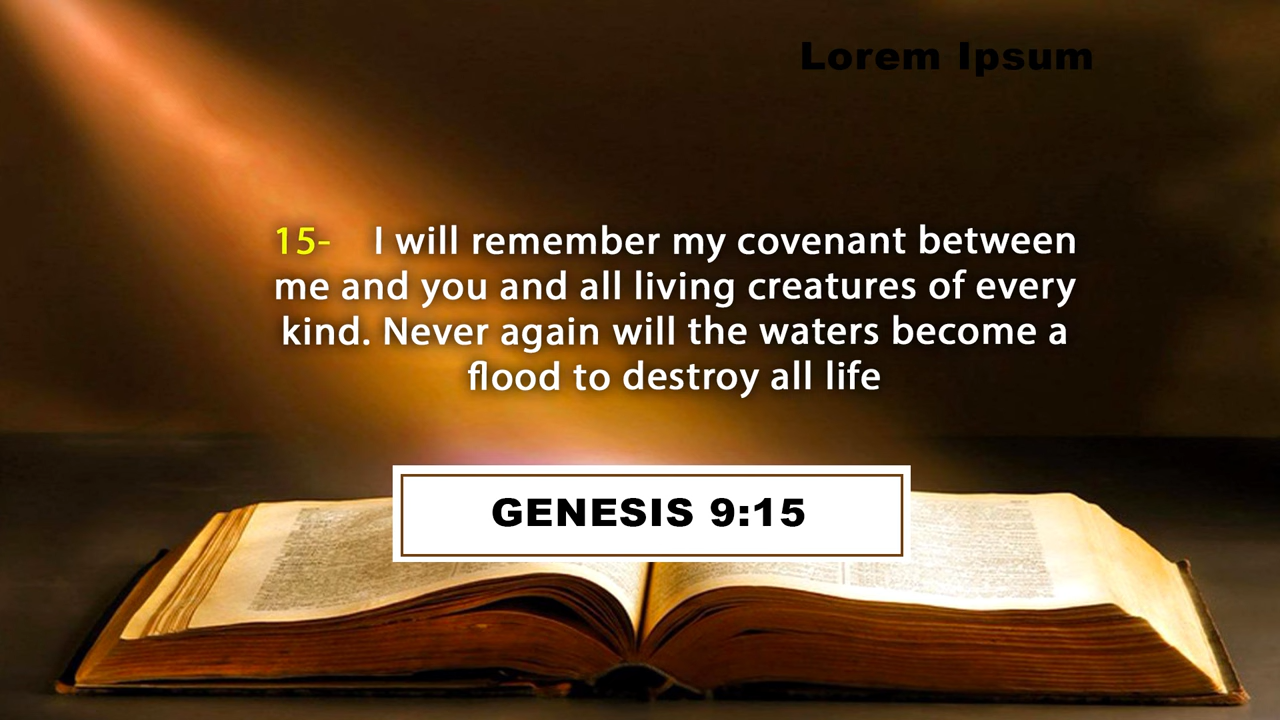 Lorem Ipsum
15- I will remember my covenant between
me and you and all living creatures of every
kind. Never again will the waters become a
flood to destroy all life
GENESIS 9:15